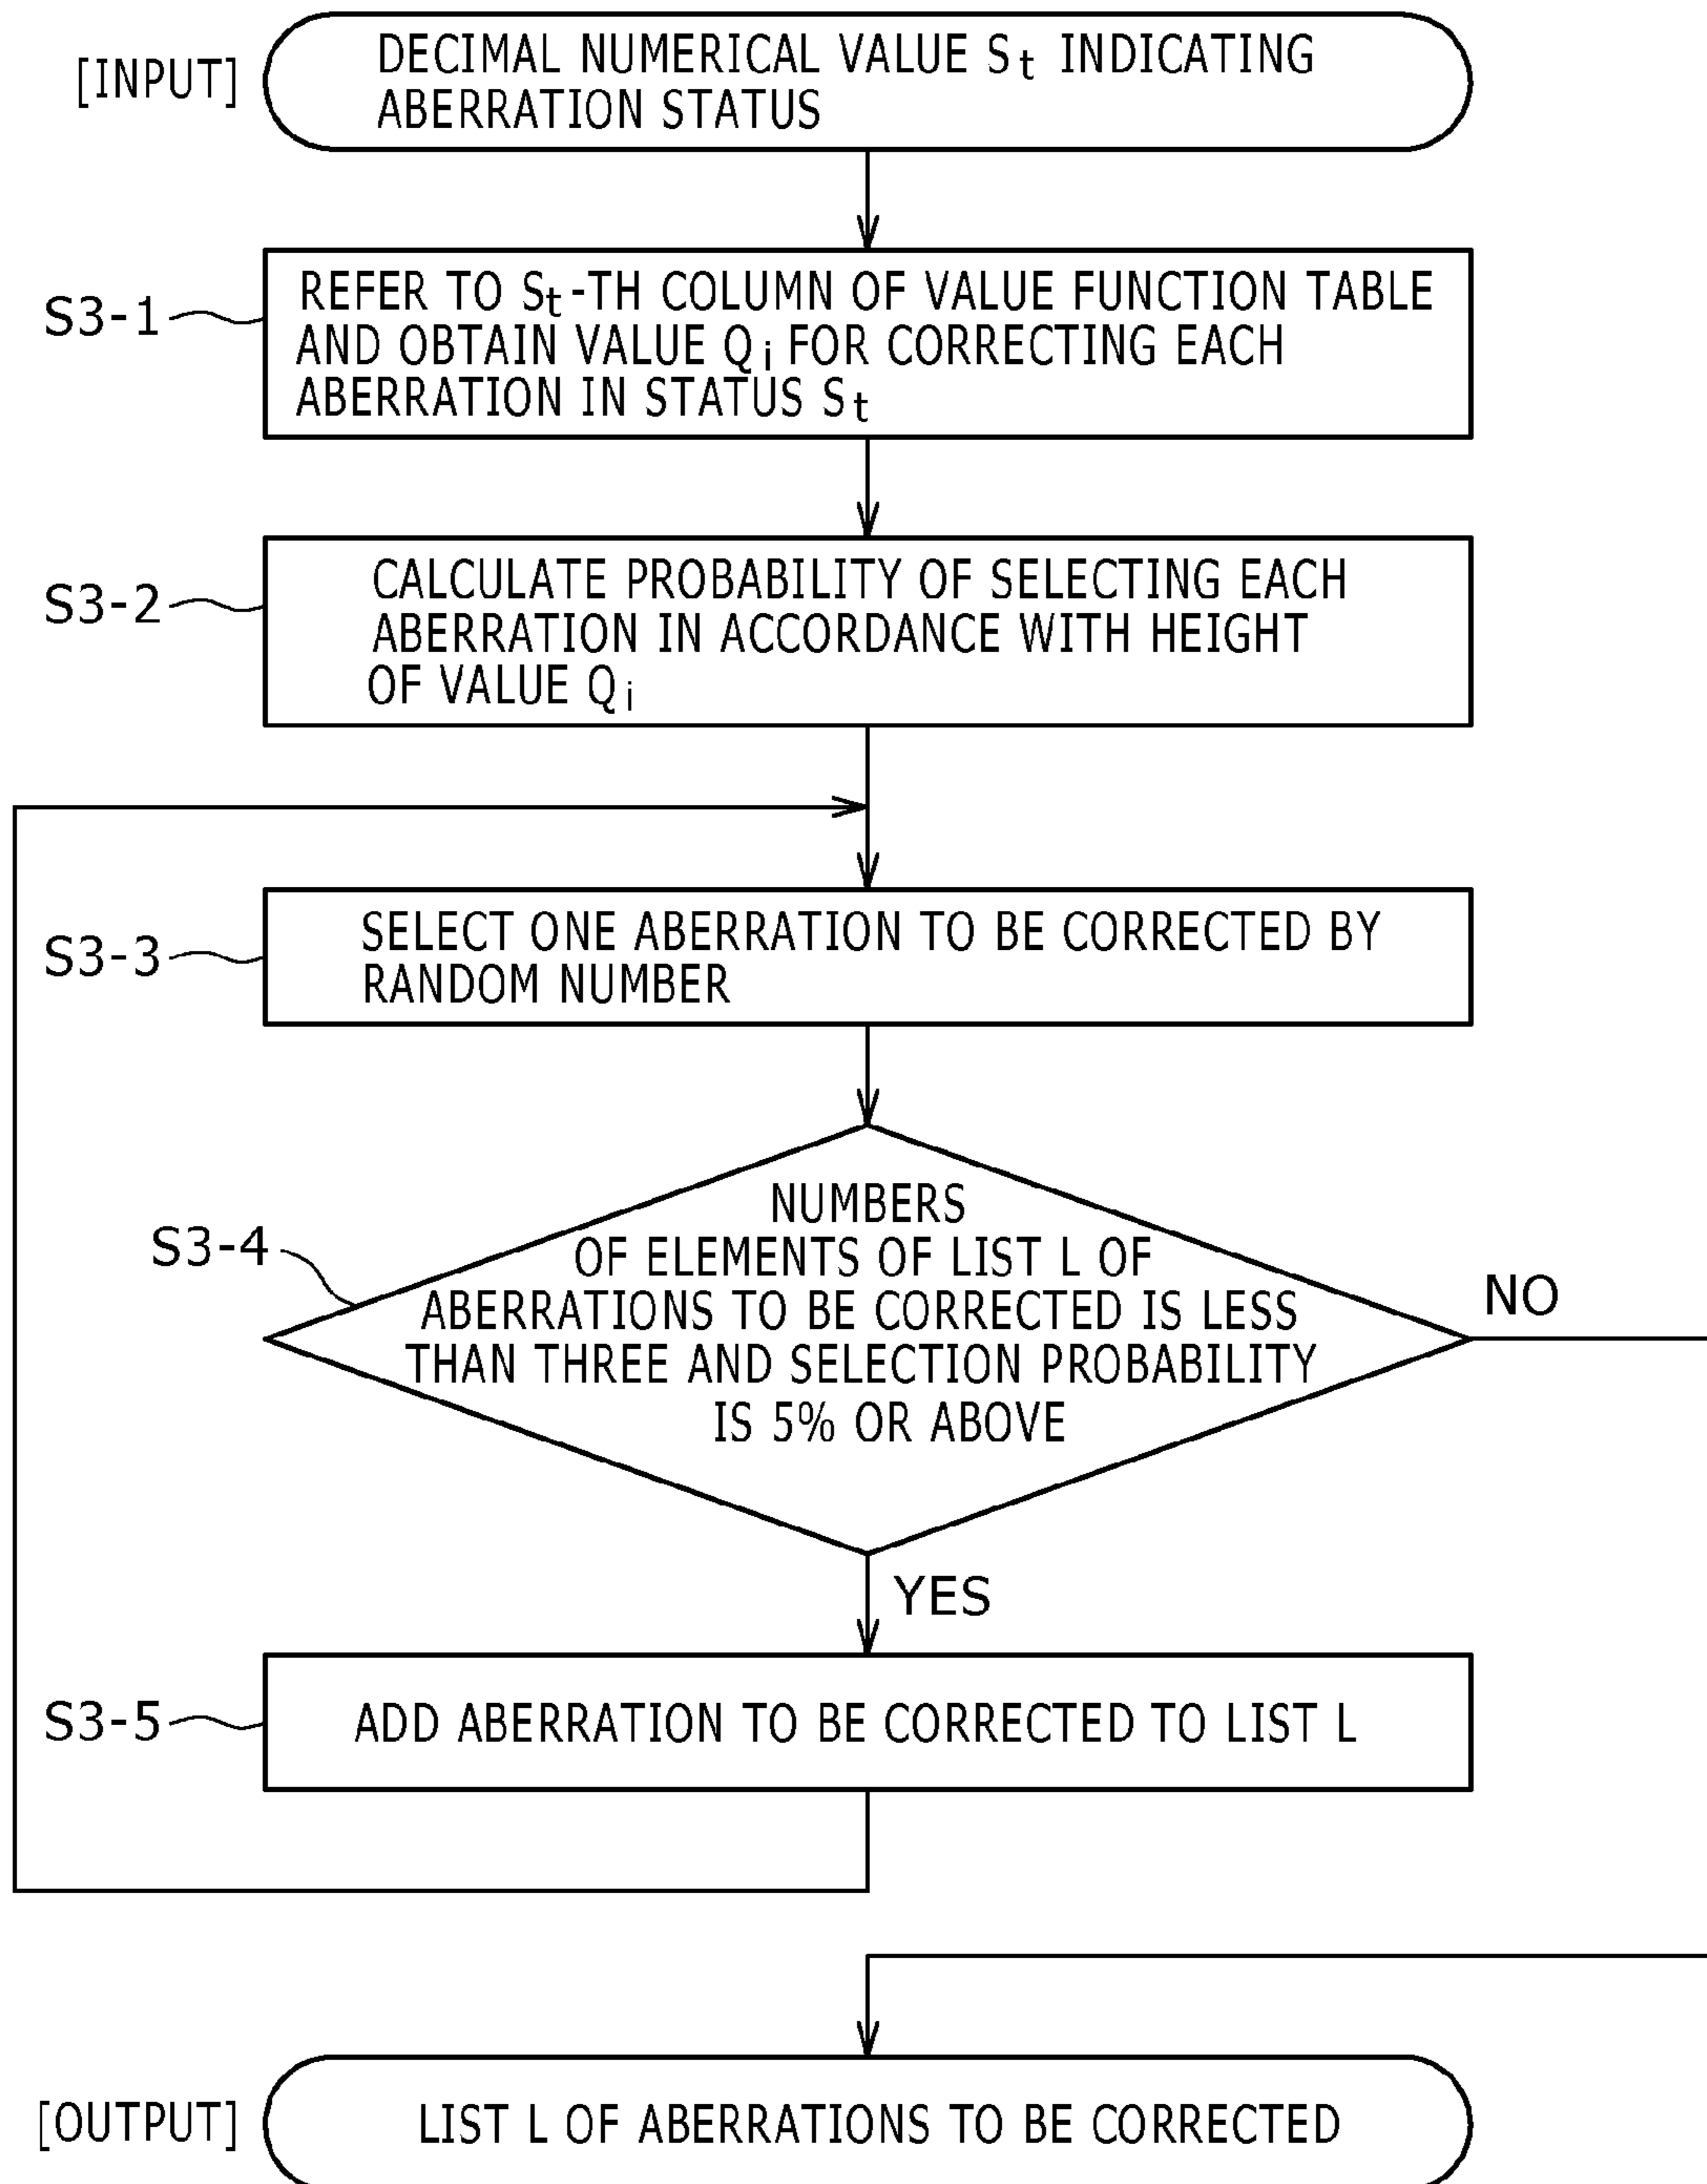 [INPUT]
DECIMAL NUMERICAL VALUE St INDICATING
ABERRATION STATUS
S3-1
REFER TO St-TH COLUMN OF VALUE FUNCTION TABLE
AND OBTAIN VALUE Qi FOR CORRECTING EACH
ABERRATION IN STATUS St
S3-2
CALCULATE PROBABILITY OF SELECTING EACH
ABERRATION IN ACCORDANCE WITH HEIGHT
OF VALUE Qi
S3-3
SELECT ONE ABERRATION TO BE CORRECTED BY
RANDOM NUMBER
S3-4
NUMBERS
OF ELEMENTS OF LIST L OF
ABERRATIONS TO BE CORRECTED IS LESS
THAN THREE AND SELECTION PROBABILITY
IS 5% OR ABOVE
NO
YES
S3-5
ADD ABERRATION TO BE CORRECTED TO LIST L
[OUTPUT]
LIST L OF ABERRATIONS TO BE CORRECTED